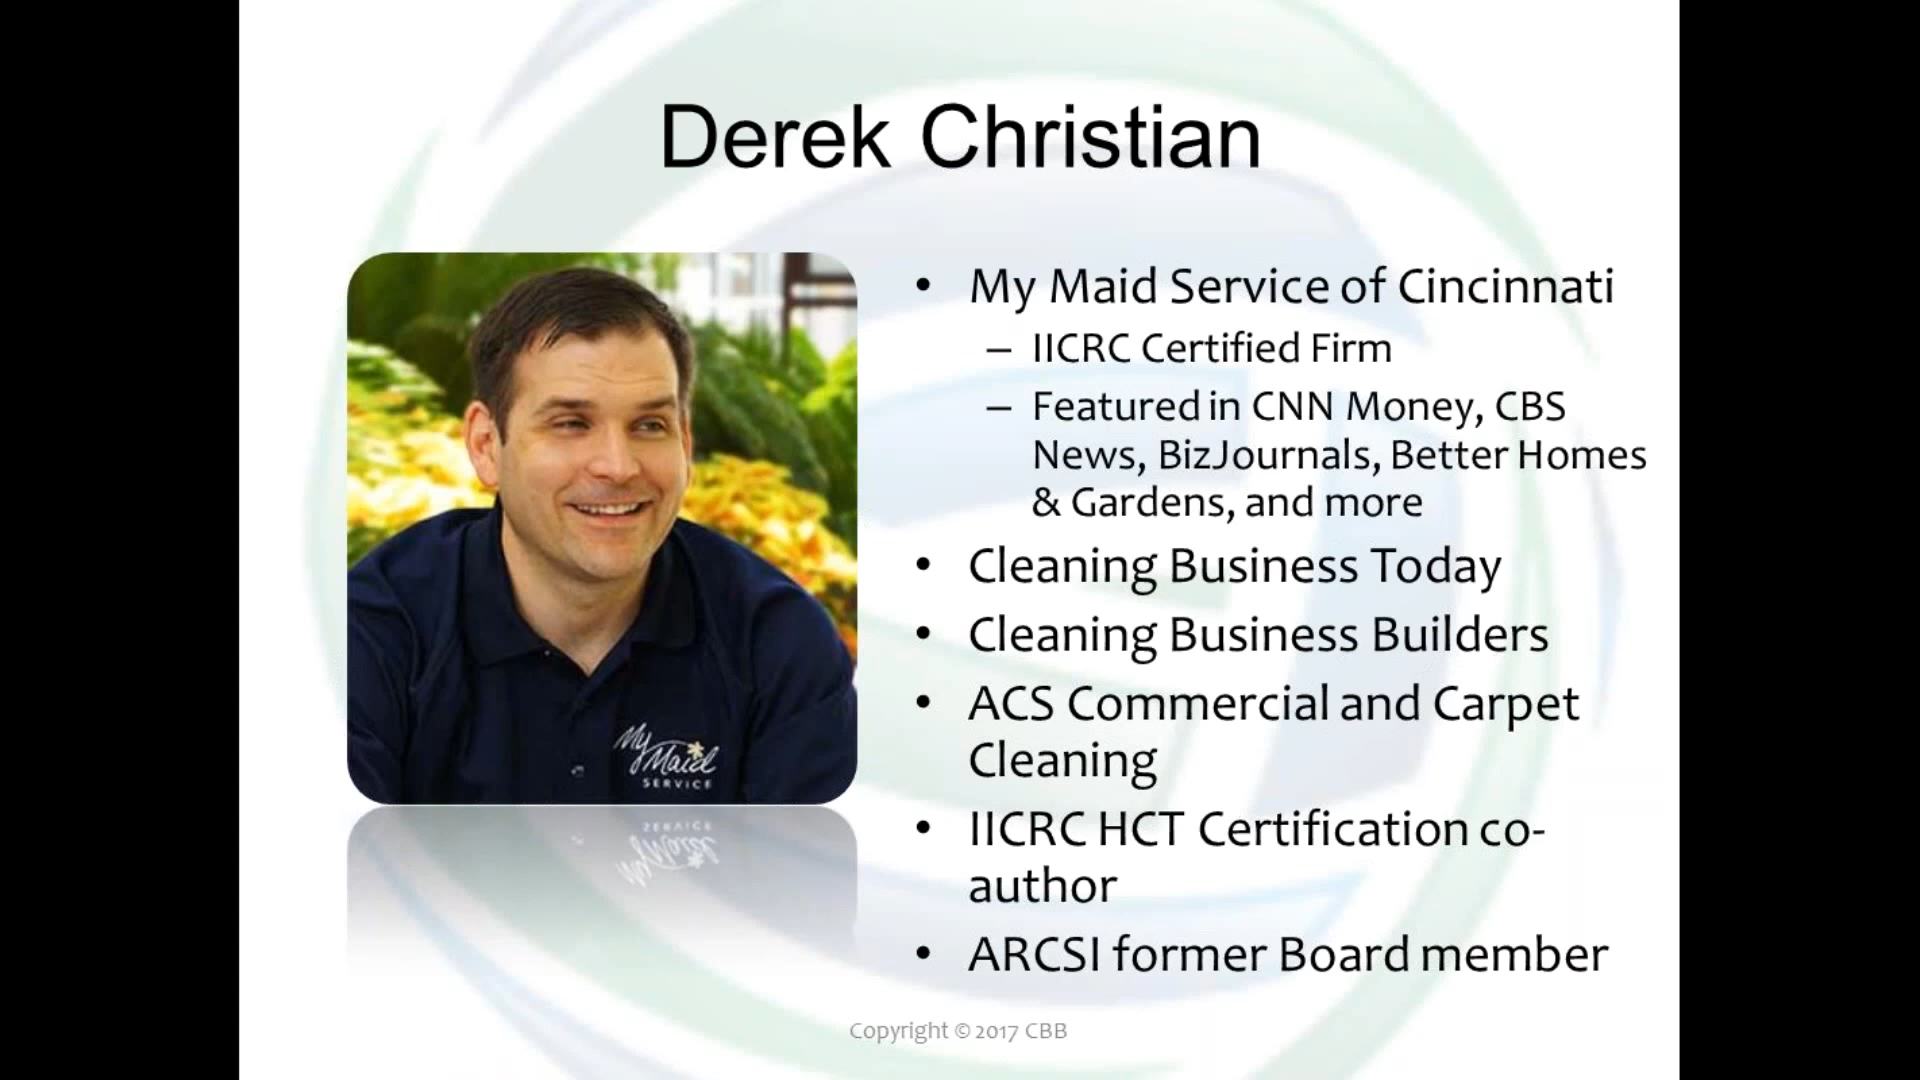 Derek Christian
• My Maid Service of Cincinnati
– IICRC Certified Firm
– Featured in CNN Money, CBS
News, BizJournals, Better Homes
& Gardens, and more
• Cleaning Business Today
• Cleaning Business Builders
• ACS Commercial and Carpet
Cleaning
• IICRC HCT Certification co-
author
• ARCSI former Board member
My
Maid
SERVICE
Copyright © 2017 CBB